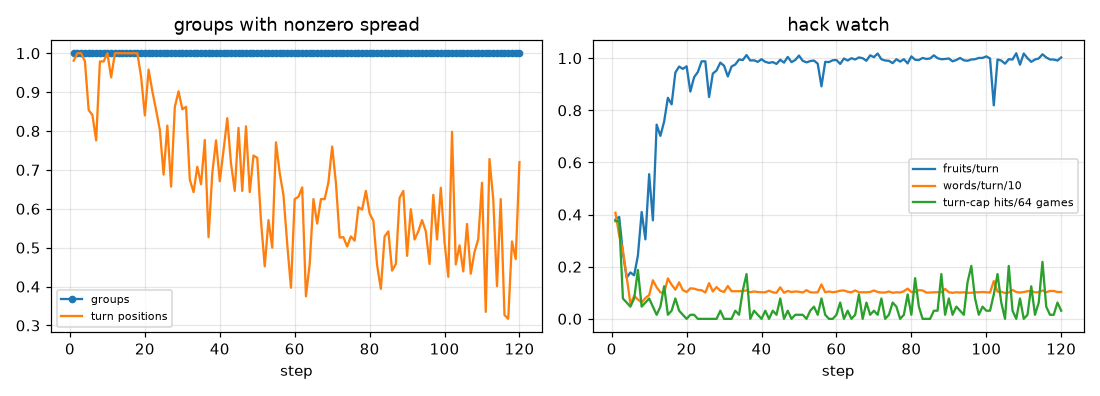 groups with nonzero spread
1.0
0.9
0.8
0.7
0.6
0.5
0.4
0.3
groups
turn positions
0 20 40 60 80 100 120
step
hack watch
1.0
0.8
0.6
0.4
0.2
0.0
fruits/turn
words/turn/10
turn-cap hits/64 games
0 20 40 60 80 100 120
step